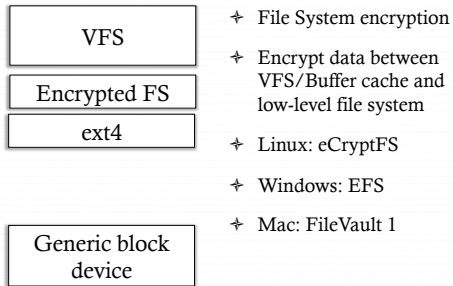 VFS
Encrypted FS
ext4
Generic block
device
File System encryption
Encrypt data between
VFS/Buffer cache and
low-level file system
Linux: eCryptFS
Windows: EFS
Mac: FileVault 1